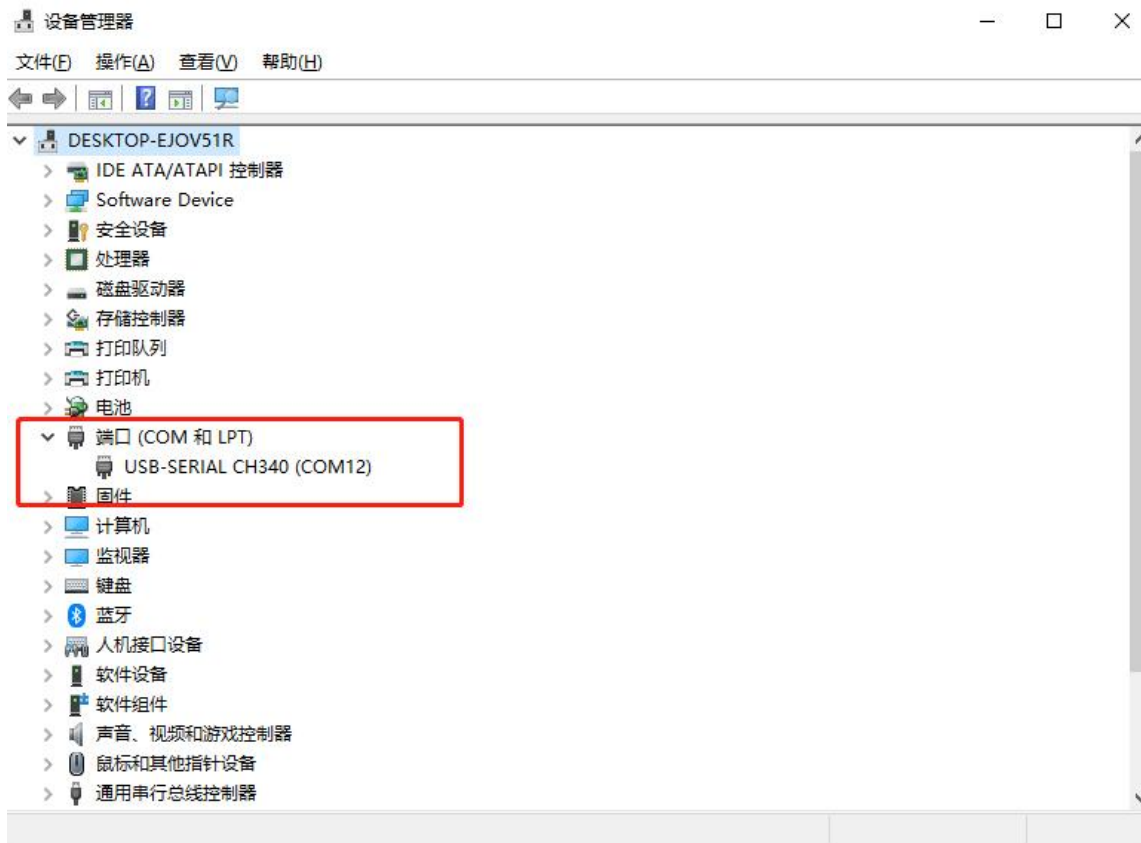 设备管理器
文件(F) 操作(A) 查看(V) 帮助(H)
DESKTOP-EJOV51R
IDE ATA/ATAPI 控制器
Software Device
安全设备
处理器
磁盘驱动器
存储控制器
打印队列
打印机
电池
端口 (COM 和 LPT)
USB-SERIAL CH340 (COM12)
固件
计算机
监视器
键盘
蓝牙
人机接口设备
软件设备
软件组件
声音、视频和游戏控制器
鼠标和其他指针设备
通用串行总线控制器